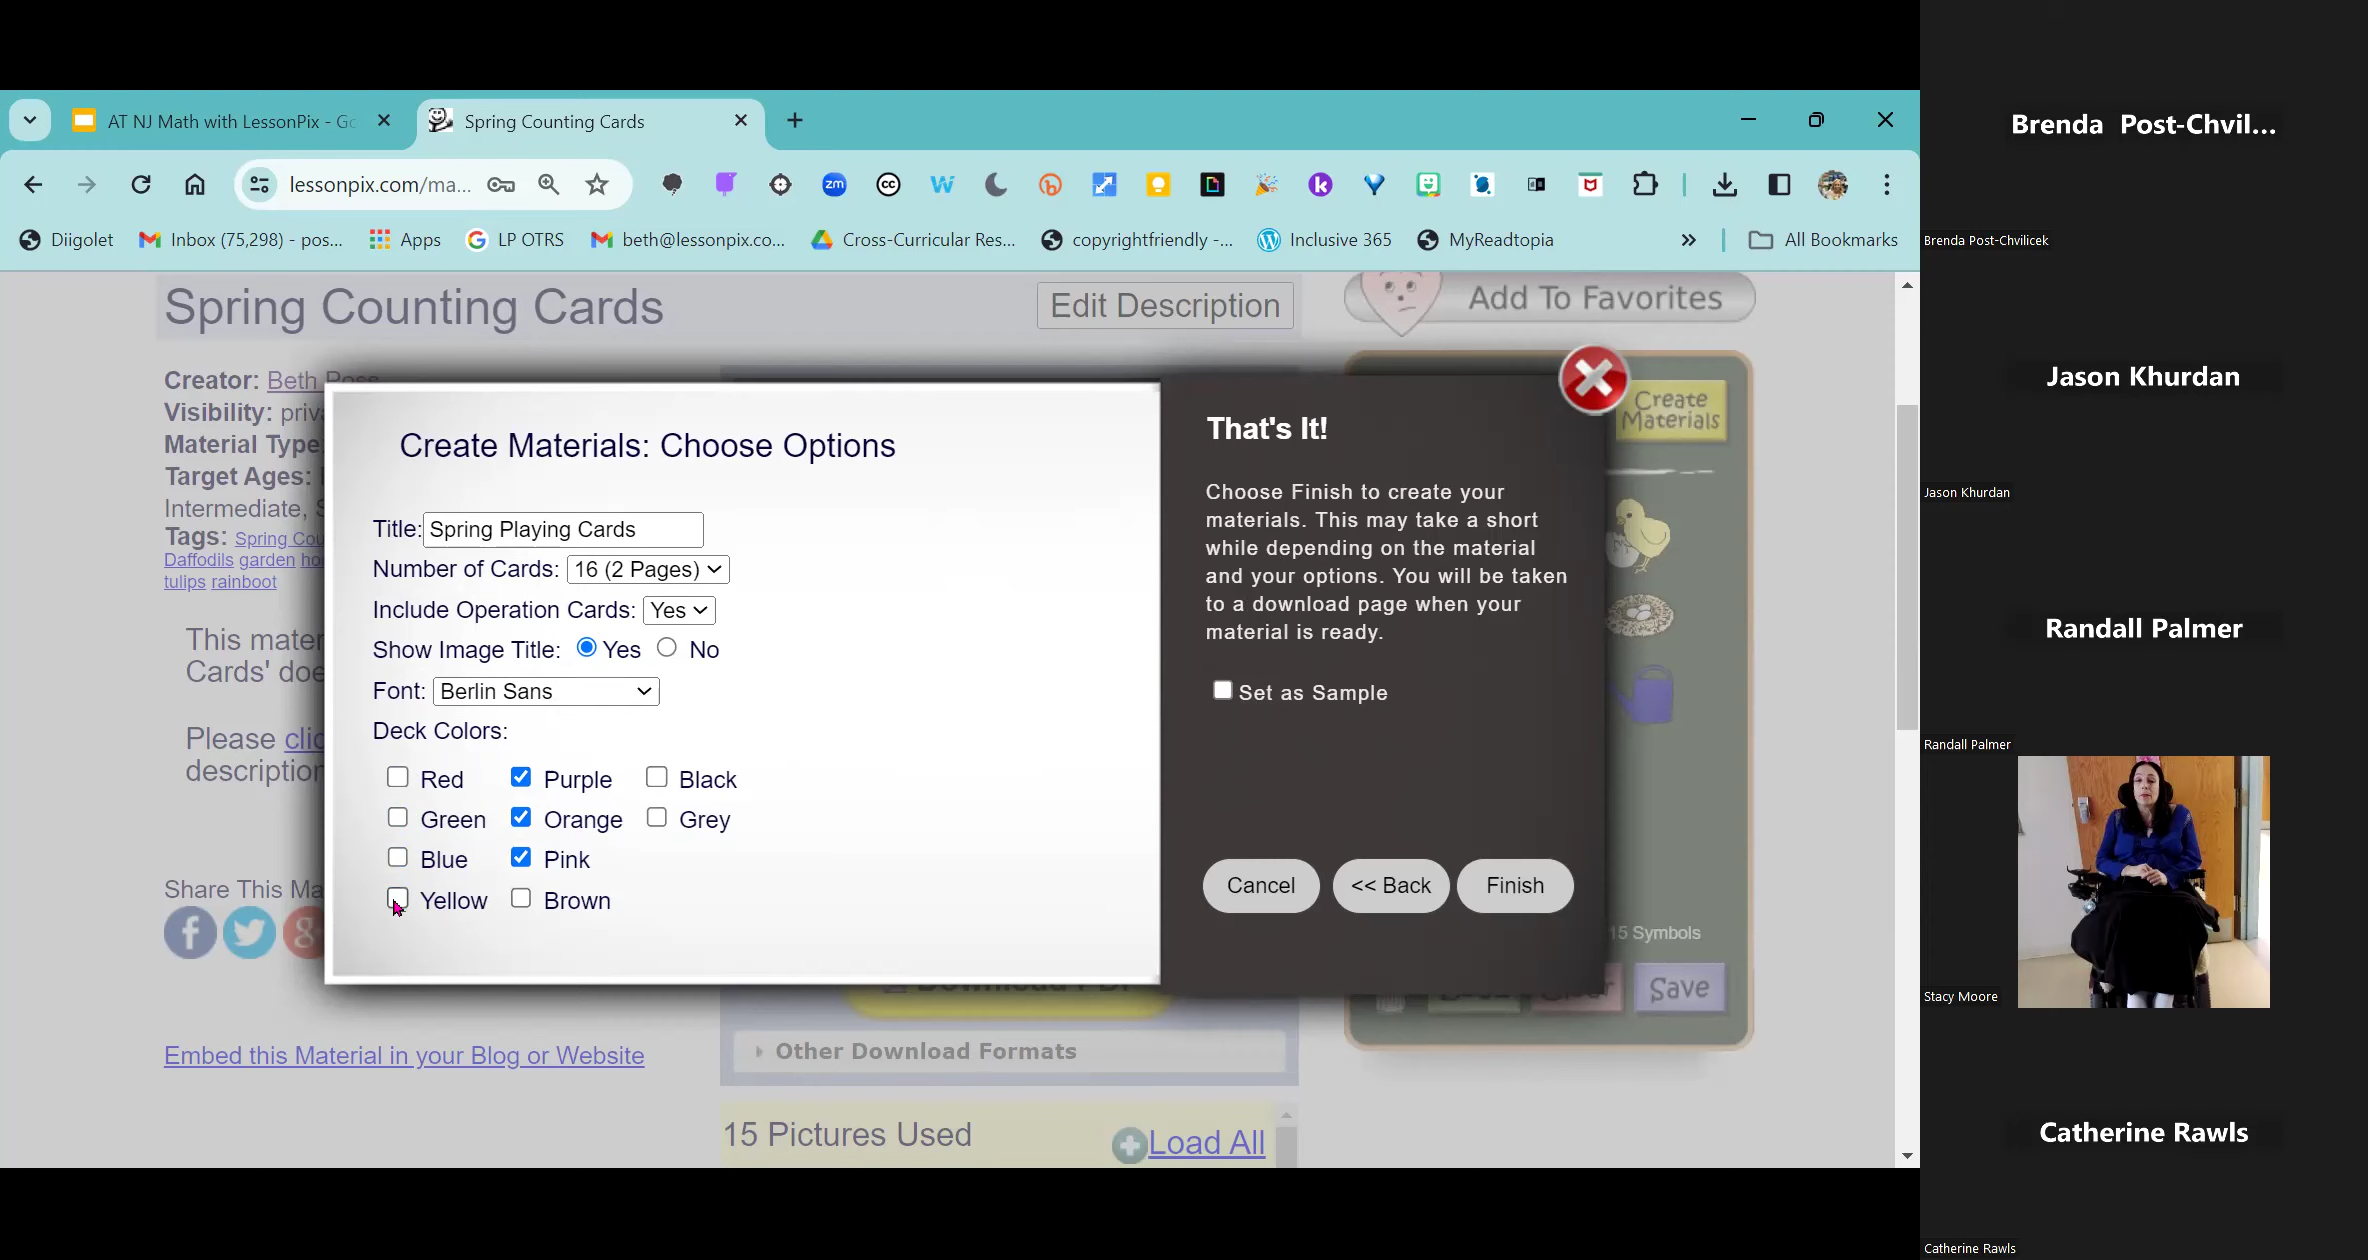 AT NJ Math with LessonPix - Go
Spring Counting Cards
lessonpix.com/ma...
zm
cc
W
k
Diigolet
Inbox (75,298) - pos...
Apps
LP OTRS
beth@lessonpix.co...
Cross-Curricular Res...
copyrightfriendly -...
Inclusive 365
MyReadtopia
All Bookmarks
Spring Counting Cards
Edit Description
Add To Favorites
Creator: Beth Poss
Visibility:
Material Type:
Target Ages:
Intermediate,
Tags: Spring
Daffodils garden
tulips rainboot
This
Cards'
Please
Share This
Embed this Material in your Blog or Website
Create Materials: Choose Options
Title: Spring Playing Cards
Number of Cards: 16 (2 Pages)
Include Operation Cards: Yes
Show Image Title: Yes No
Font: Berlin Sans
Deck Colors:
Red Purple Black
Green Orange Grey
Blue Pink
Yellow Brown
That's It!
Choose Finish to create your
materials. This may take a short
while depending on the material
and your options. You will be taken
to a download page when your
material is ready.
Set as Sample
Cancel << Back Finish
Create
Materials
15 Symbols
Save
Download PDF
Other Download Formats
15 Pictures Used
Load All
Brenda Post-Chvil...
Brenda Post-Chvilicek
Jason Khurdan
Jason Khurdan
Randall Palmer
Randall Palmer
Stacy Moore
Catherine Rawls
Catherine Rawls